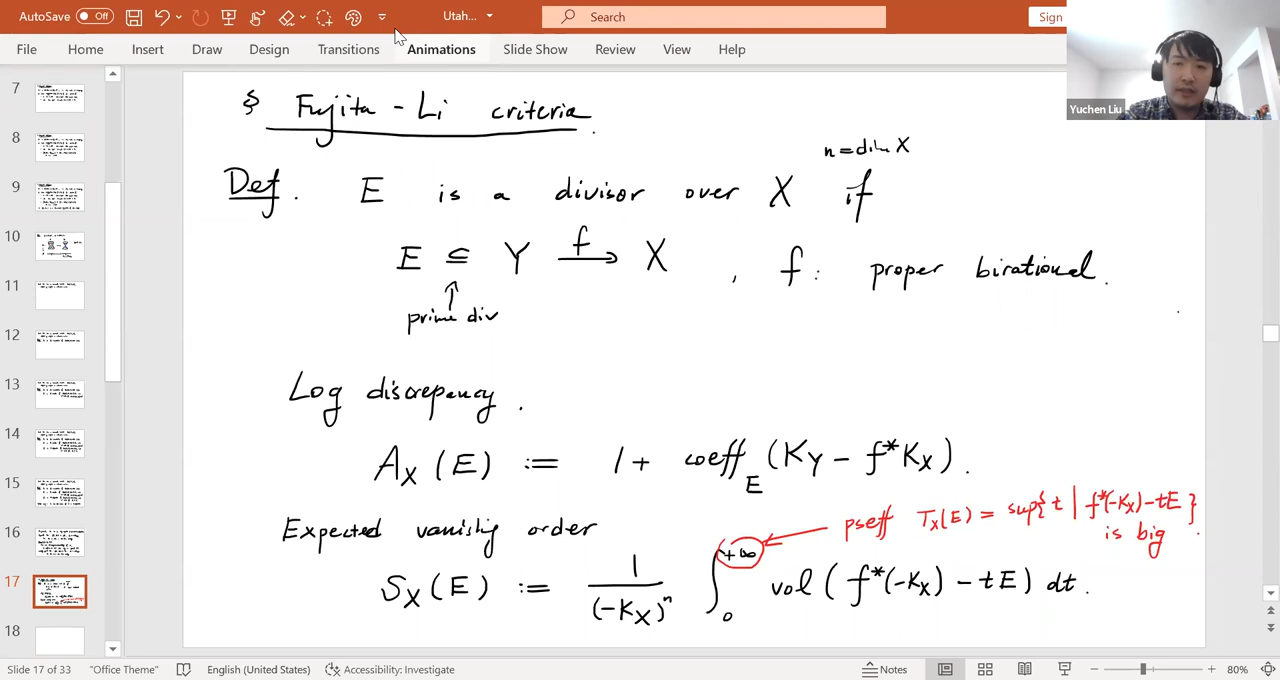 AutoSave Off Utah... Search Sign
File Home Insert Draw Design Transitions Animations Slide Show Review View Help
Yuchen Liu
7
8
9
10
11
12
13
14
15
16
17
18
§ Fujita - Li criteria.
n = dim X
Def. E is a divisor over X if
E ⊆ Y \xrightarrow{f} X , f: proper birational.
↑
prime div
Log discrepancy.
A_X(E) := 1 + coeff_E (K_Y - f^*K_X).
Expected vanishing order
pseff T_X(E) = sup{t | f^*(-K_X) - tE is big}
S_X(E) := \frac{1}{(-K_X)^n} \int_0^{+∞} vol(f^*(-K_X) - tE) dt.
Slide 17 of 33 "Office Theme" English (United States) Accessibility: Investigate Notes 80%